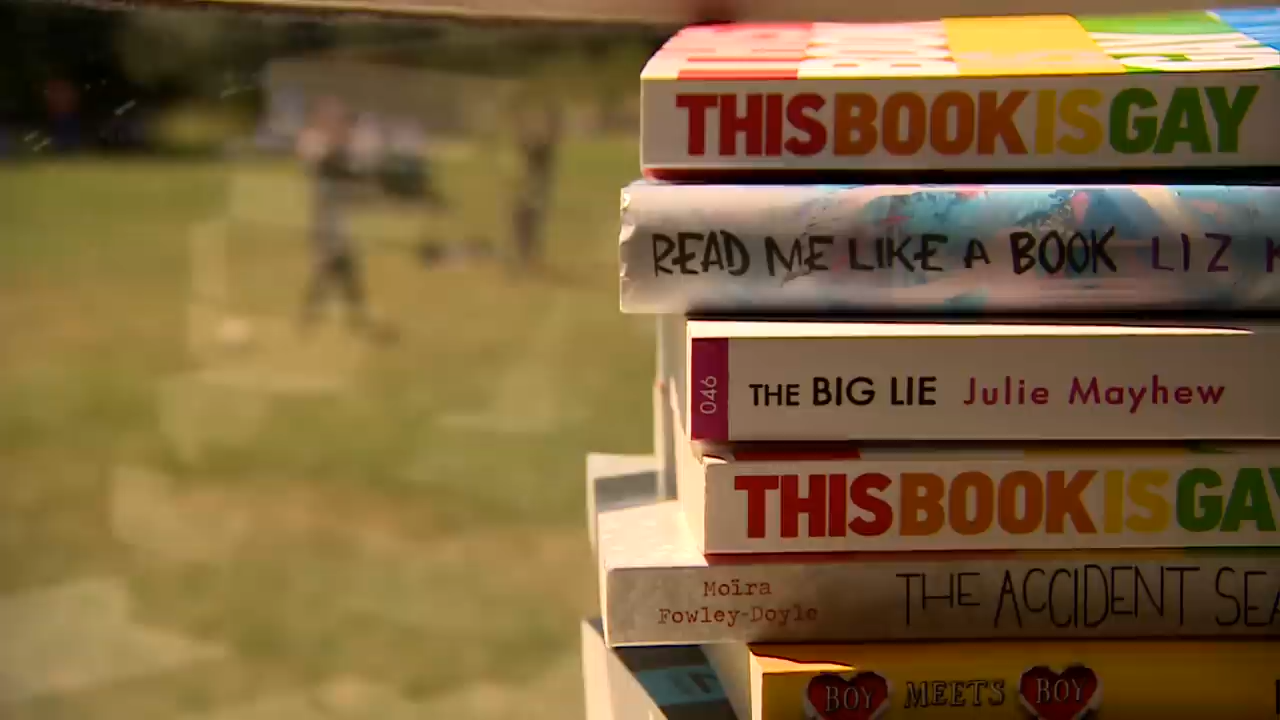 THIS BOOK IS GAY
READ ME LIKE A BOOK LIZ
046
THE BIG LIE Julie Mayhew
THIS BOOK IS GAY
Moïra
Fowley-Doyle
THE ACCIDENT SEA
BOY MEETS BOY